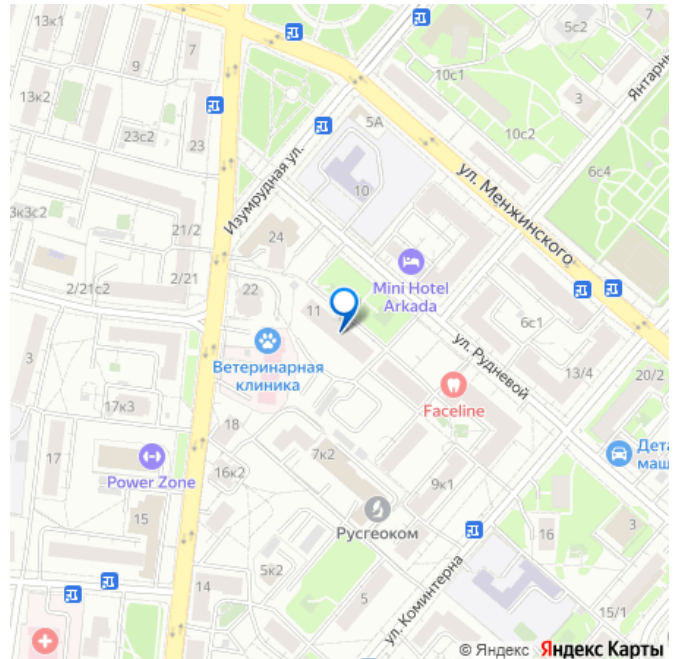 13к1
7
9
13к2
23с2
23
5А
10с1
5с2
7
3
Янтарны
10с2
6с4
Изумрудная ул.
10
ул. Менжинского
3к3с2
21/2
24
2/21
2/21с2
22
11
Mini Hotel
Arkada
6с1
ул. Рудневой
13/4
20/2
3
Ветеринарная
клиника
Faceline
17к3
18
17
Power Zone
16к2
7к2
9к1
Дета
маш
15
Русгеоком
16
3
5к2
14
5
ул. Коминтерна
15/1
© Яндекс Яндекс Карты